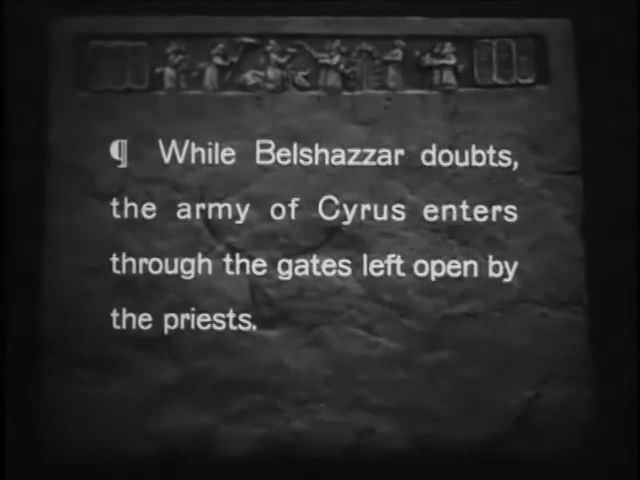 ¶ While Belshazzar doubts,
the army of Cyrus enters
through the gates left open by
the priests.